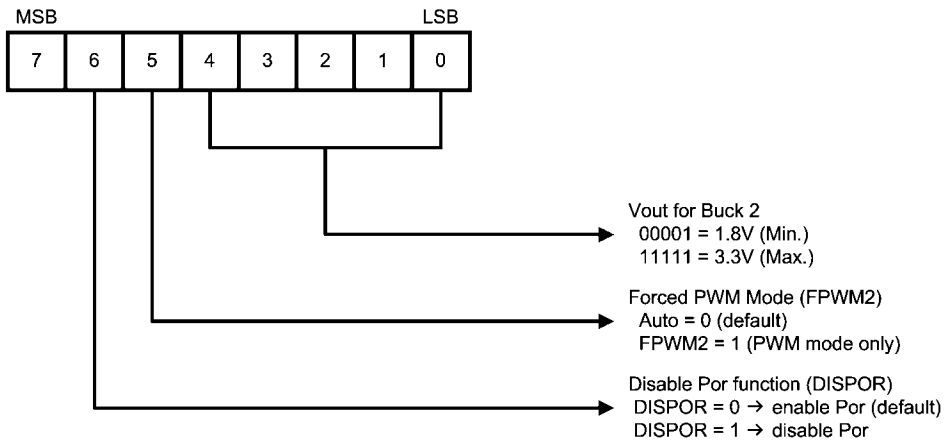 MSB LSB
7 6 5 4 3 2 1 0
Vout for Buck 2
00001 = 1.8V (Min.)
11111 = 3.3V (Max.)
Forced PWM Mode (FPWM2)
Auto = 0 (default)
FPWM2 = 1 (PWM mode only)
Disable Por function (DISPOR)
DISPOR = 0 → enable Por (default)
DISPOR = 1 → disable Por